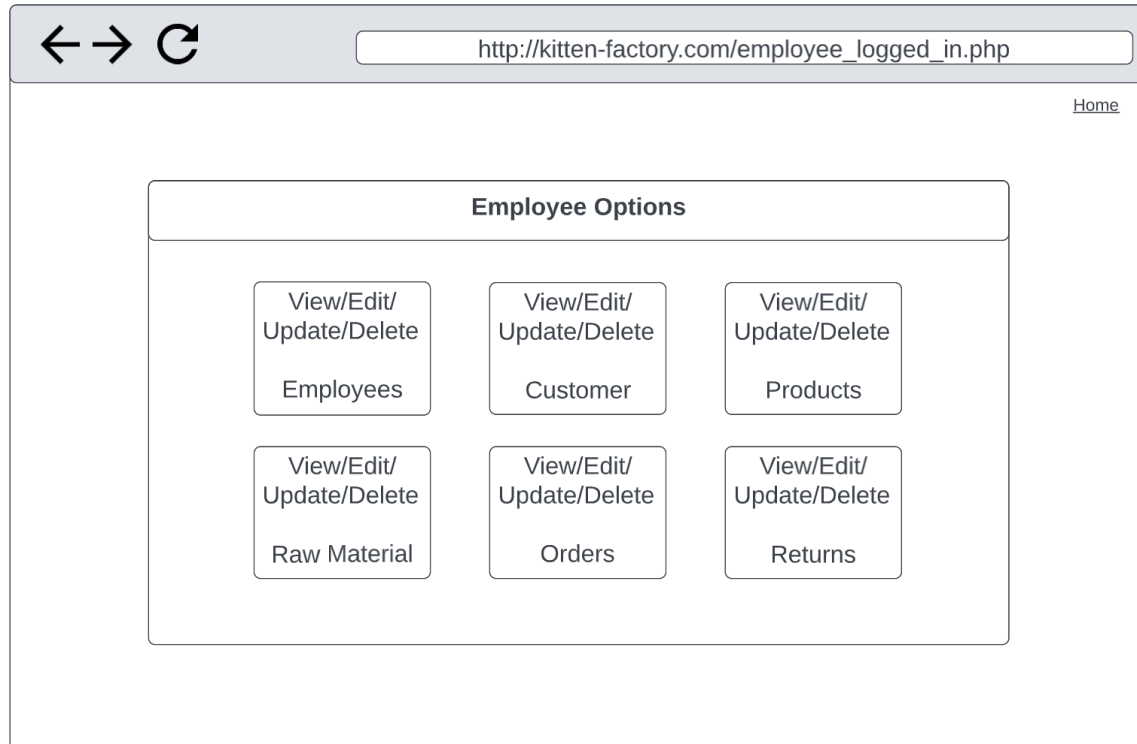 http://kitten-factory.com/employee_logged_in.php
Home
Employee Options
View/Edit/
Update/Delete
Employees
View/Edit/
Update/Delete
Customer
View/Edit/
Update/Delete
Products
View/Edit/
Update/Delete
Raw Material
View/Edit/
Update/Delete
Orders
View/Edit/
Update/Delete
Returns